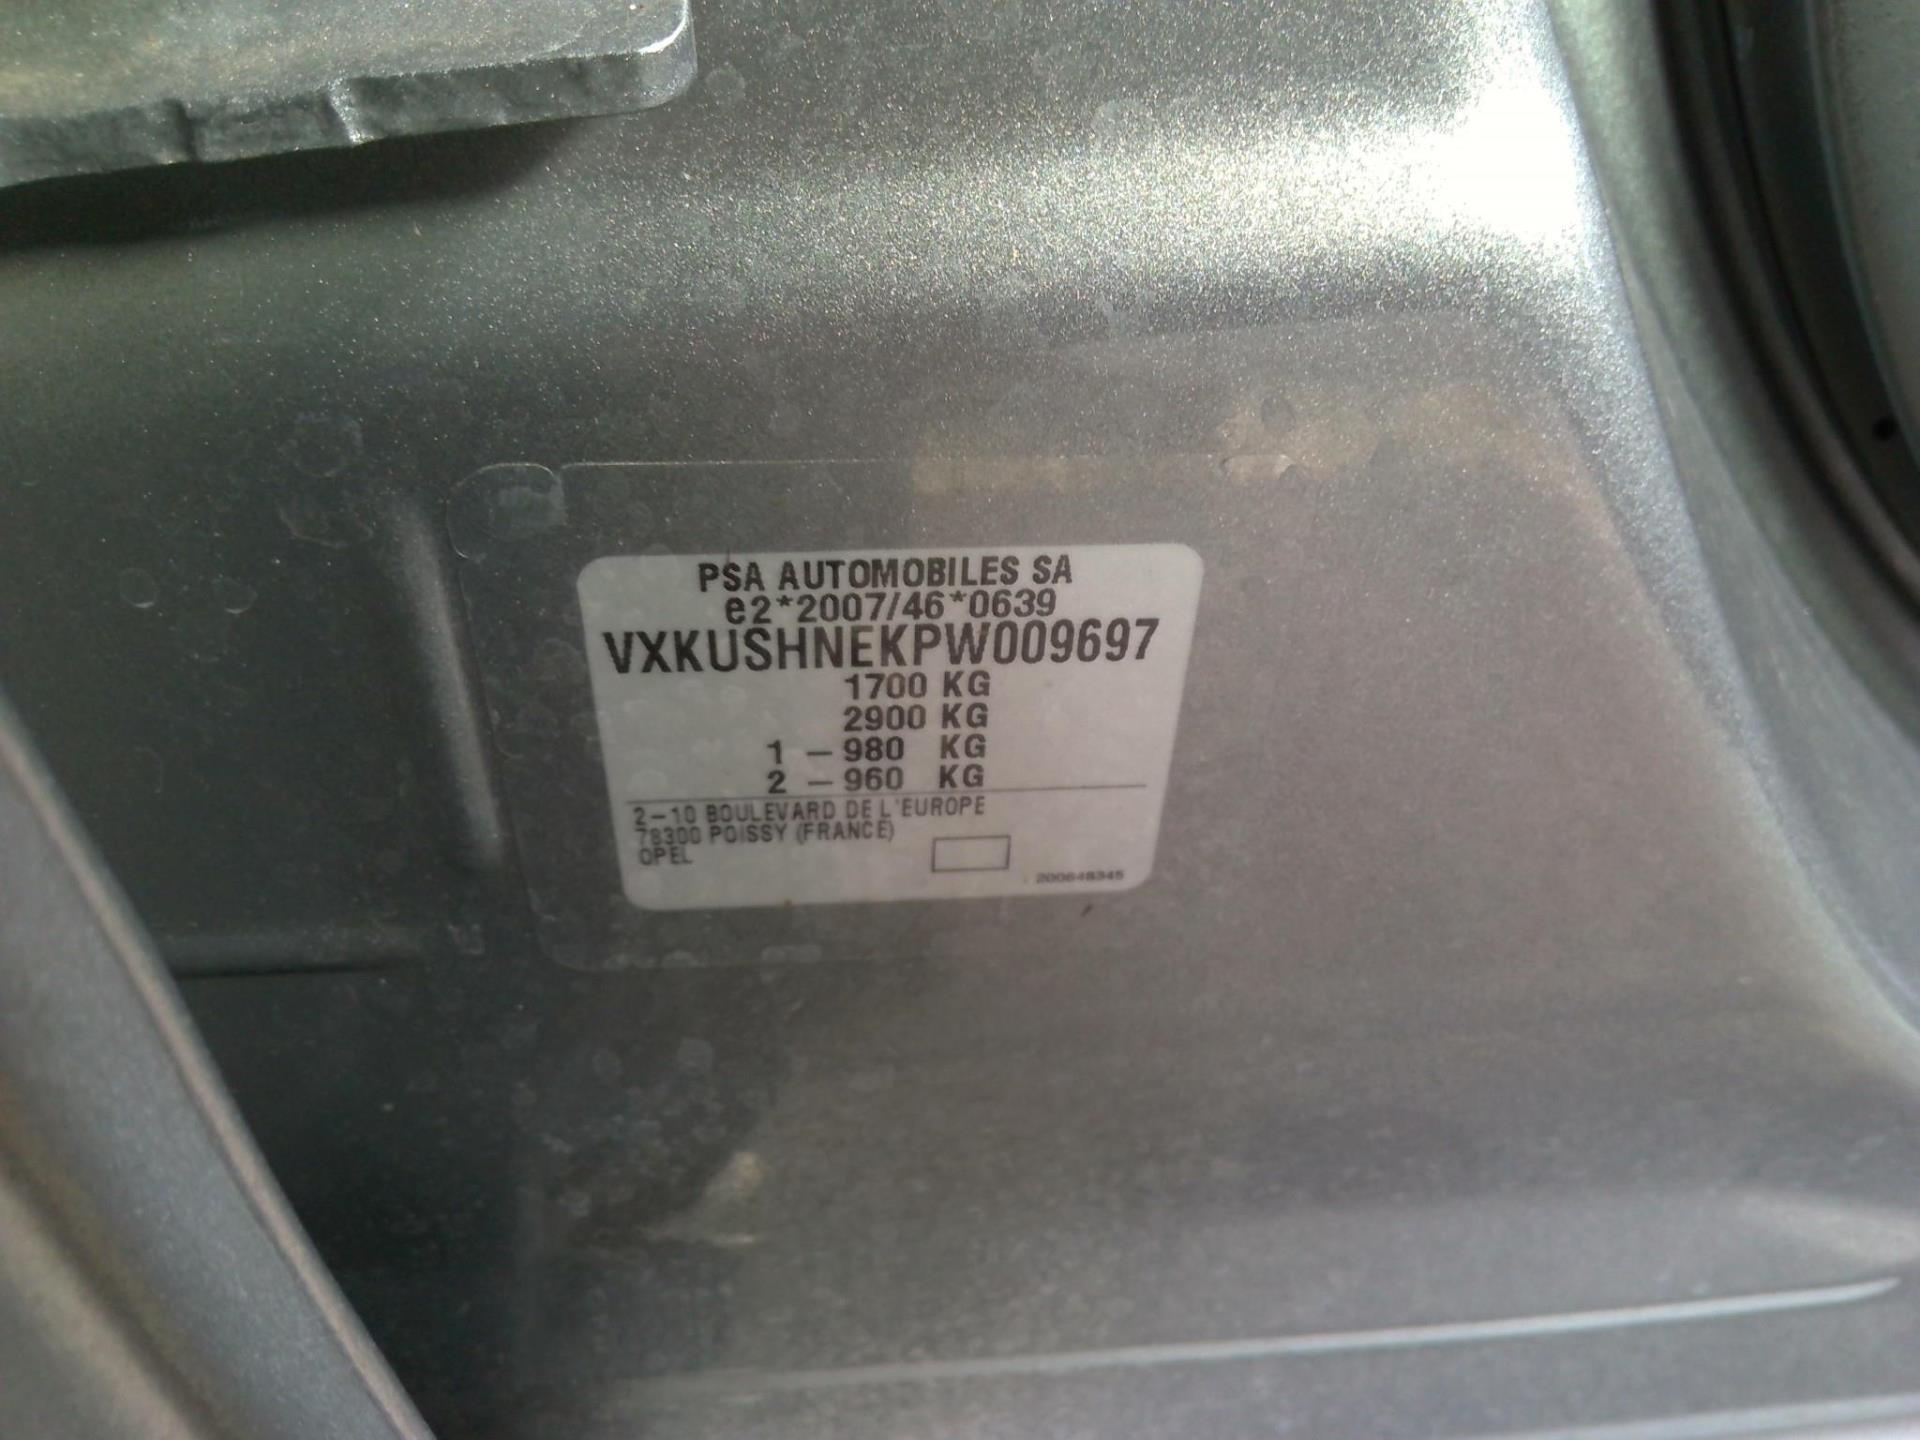 PSA AUTOMOBILES SA
e2*2007/46*0639
VXKUSHNEKPW009697
1700 KG
2900 KG
1 – 980 KG
2 – 960 KG
2-10 BOULEVARD DE L'EUROPE
78300 POISSY (FRANCE)
OPEL
200648345